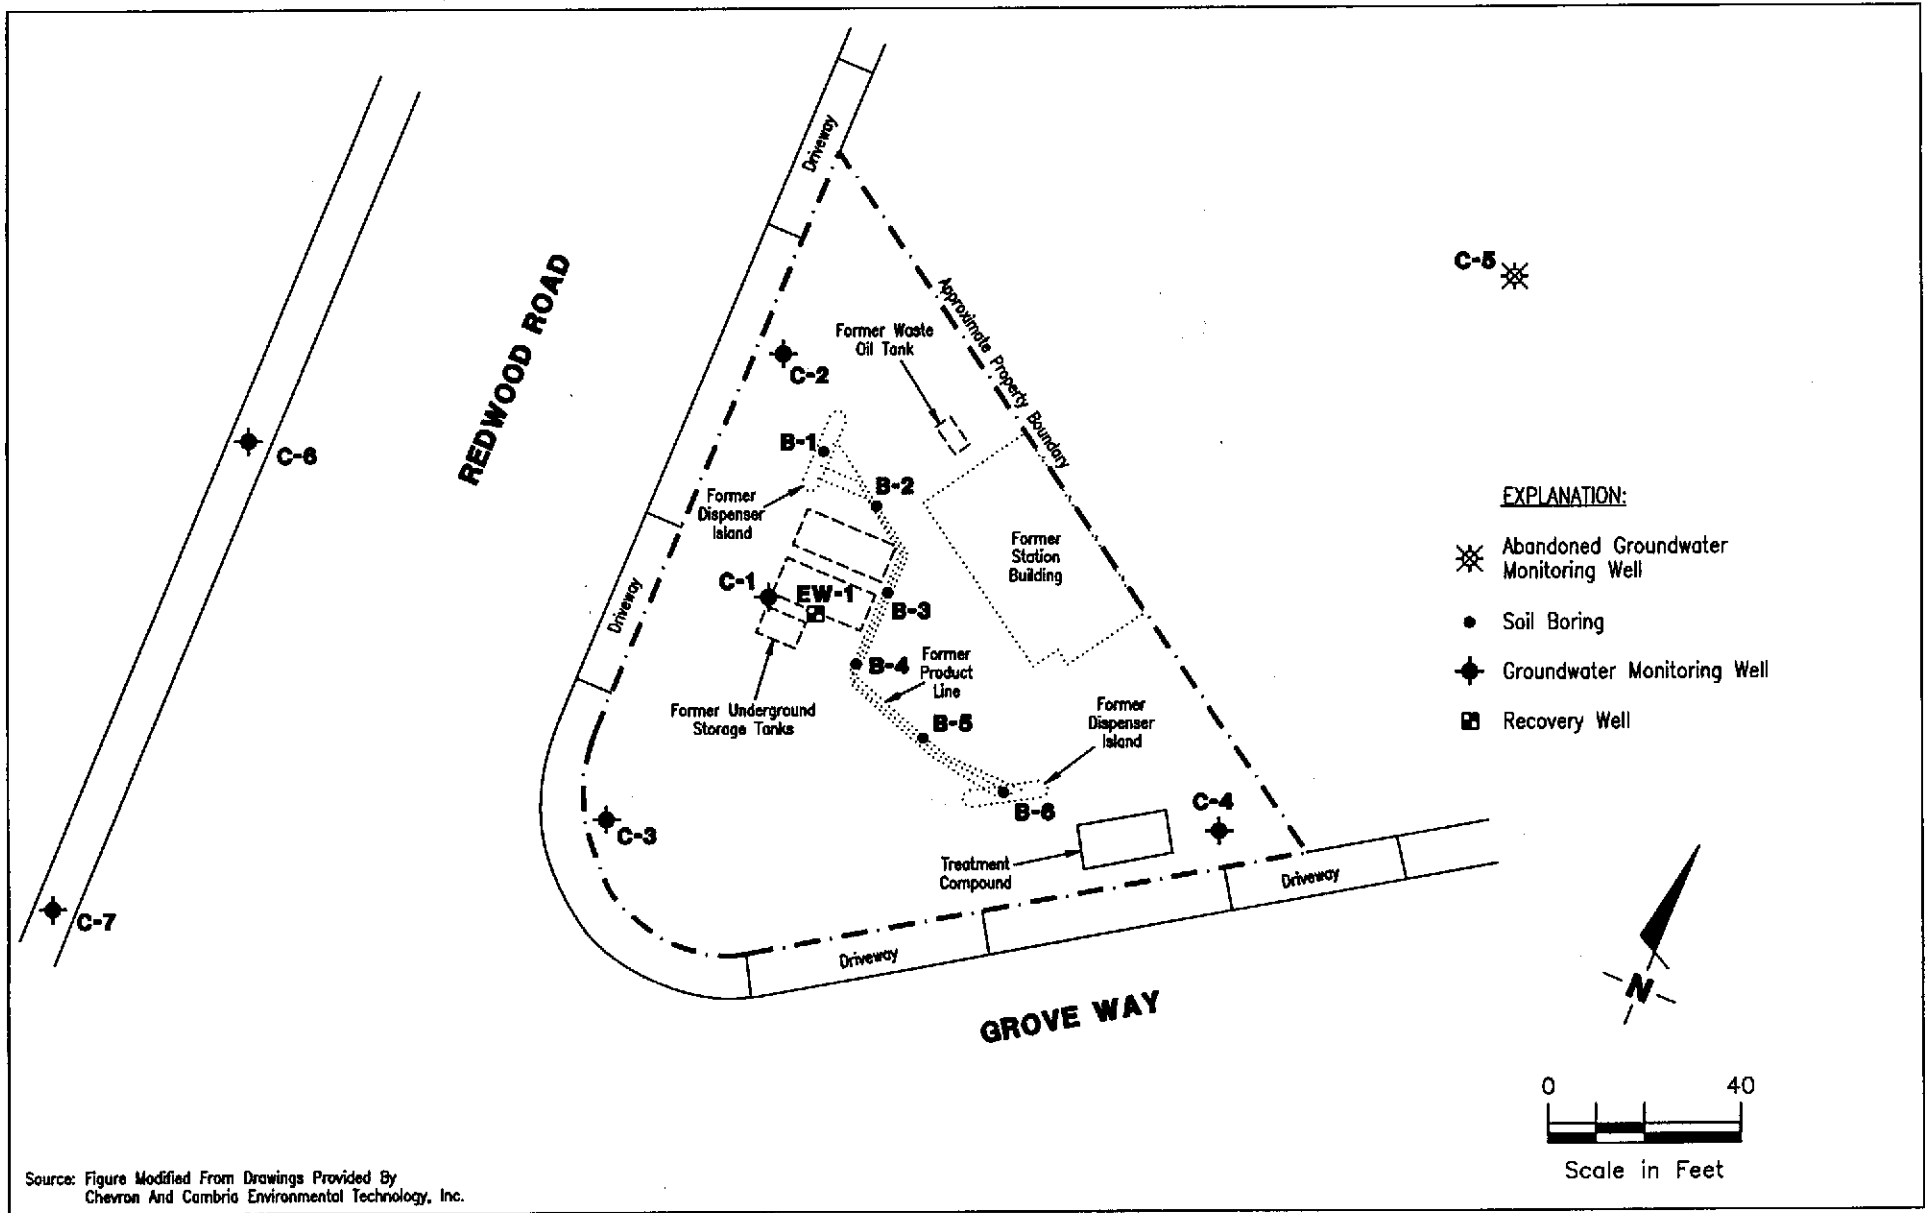 Driveway
REDWOOD ROAD
C-5
Approximate Property Boundary
Former Waste
Oil Tank
C-2
C-6
B-1
B-2
Former
Dispenser
Island
Former
Station
Building
EXPLANATION:
Abandoned Groundwater
Monitoring Well
Soil Boring
Groundwater Monitoring Well
Recovery Well
C-1
EW-1
B-3
Driveway
B-4
Former
Product
Line
Former Underground
Storage Tanks
B-5
Former
Dispenser
Island
B-6
C-4
C-3
Treatment
Compound
Driveway
C-7
Driveway
GROVE WAY
N
0 40
Scale in Feet
Source: Figure Modified From Drawings Provided By
Chevron And Cambria Environmental Technology, Inc.